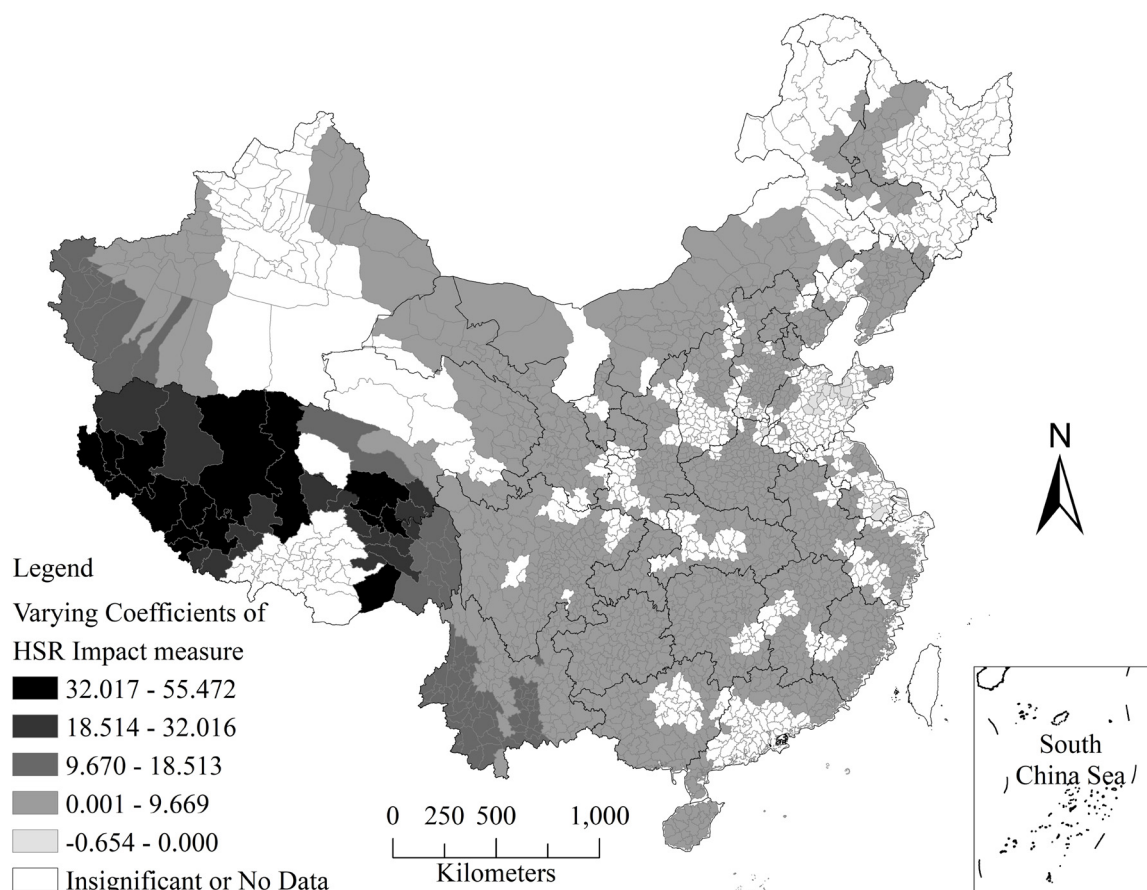 N
Legend
Varying Coefficients of
HSR Impact measure
32.017 - 55.472
18.514 - 32.016
9.670 - 18.513
0.001 - 9.669
-0.654 - 0.000
Insignificant or No Data
0 250 500 1,000
Kilometers
South
China Sea